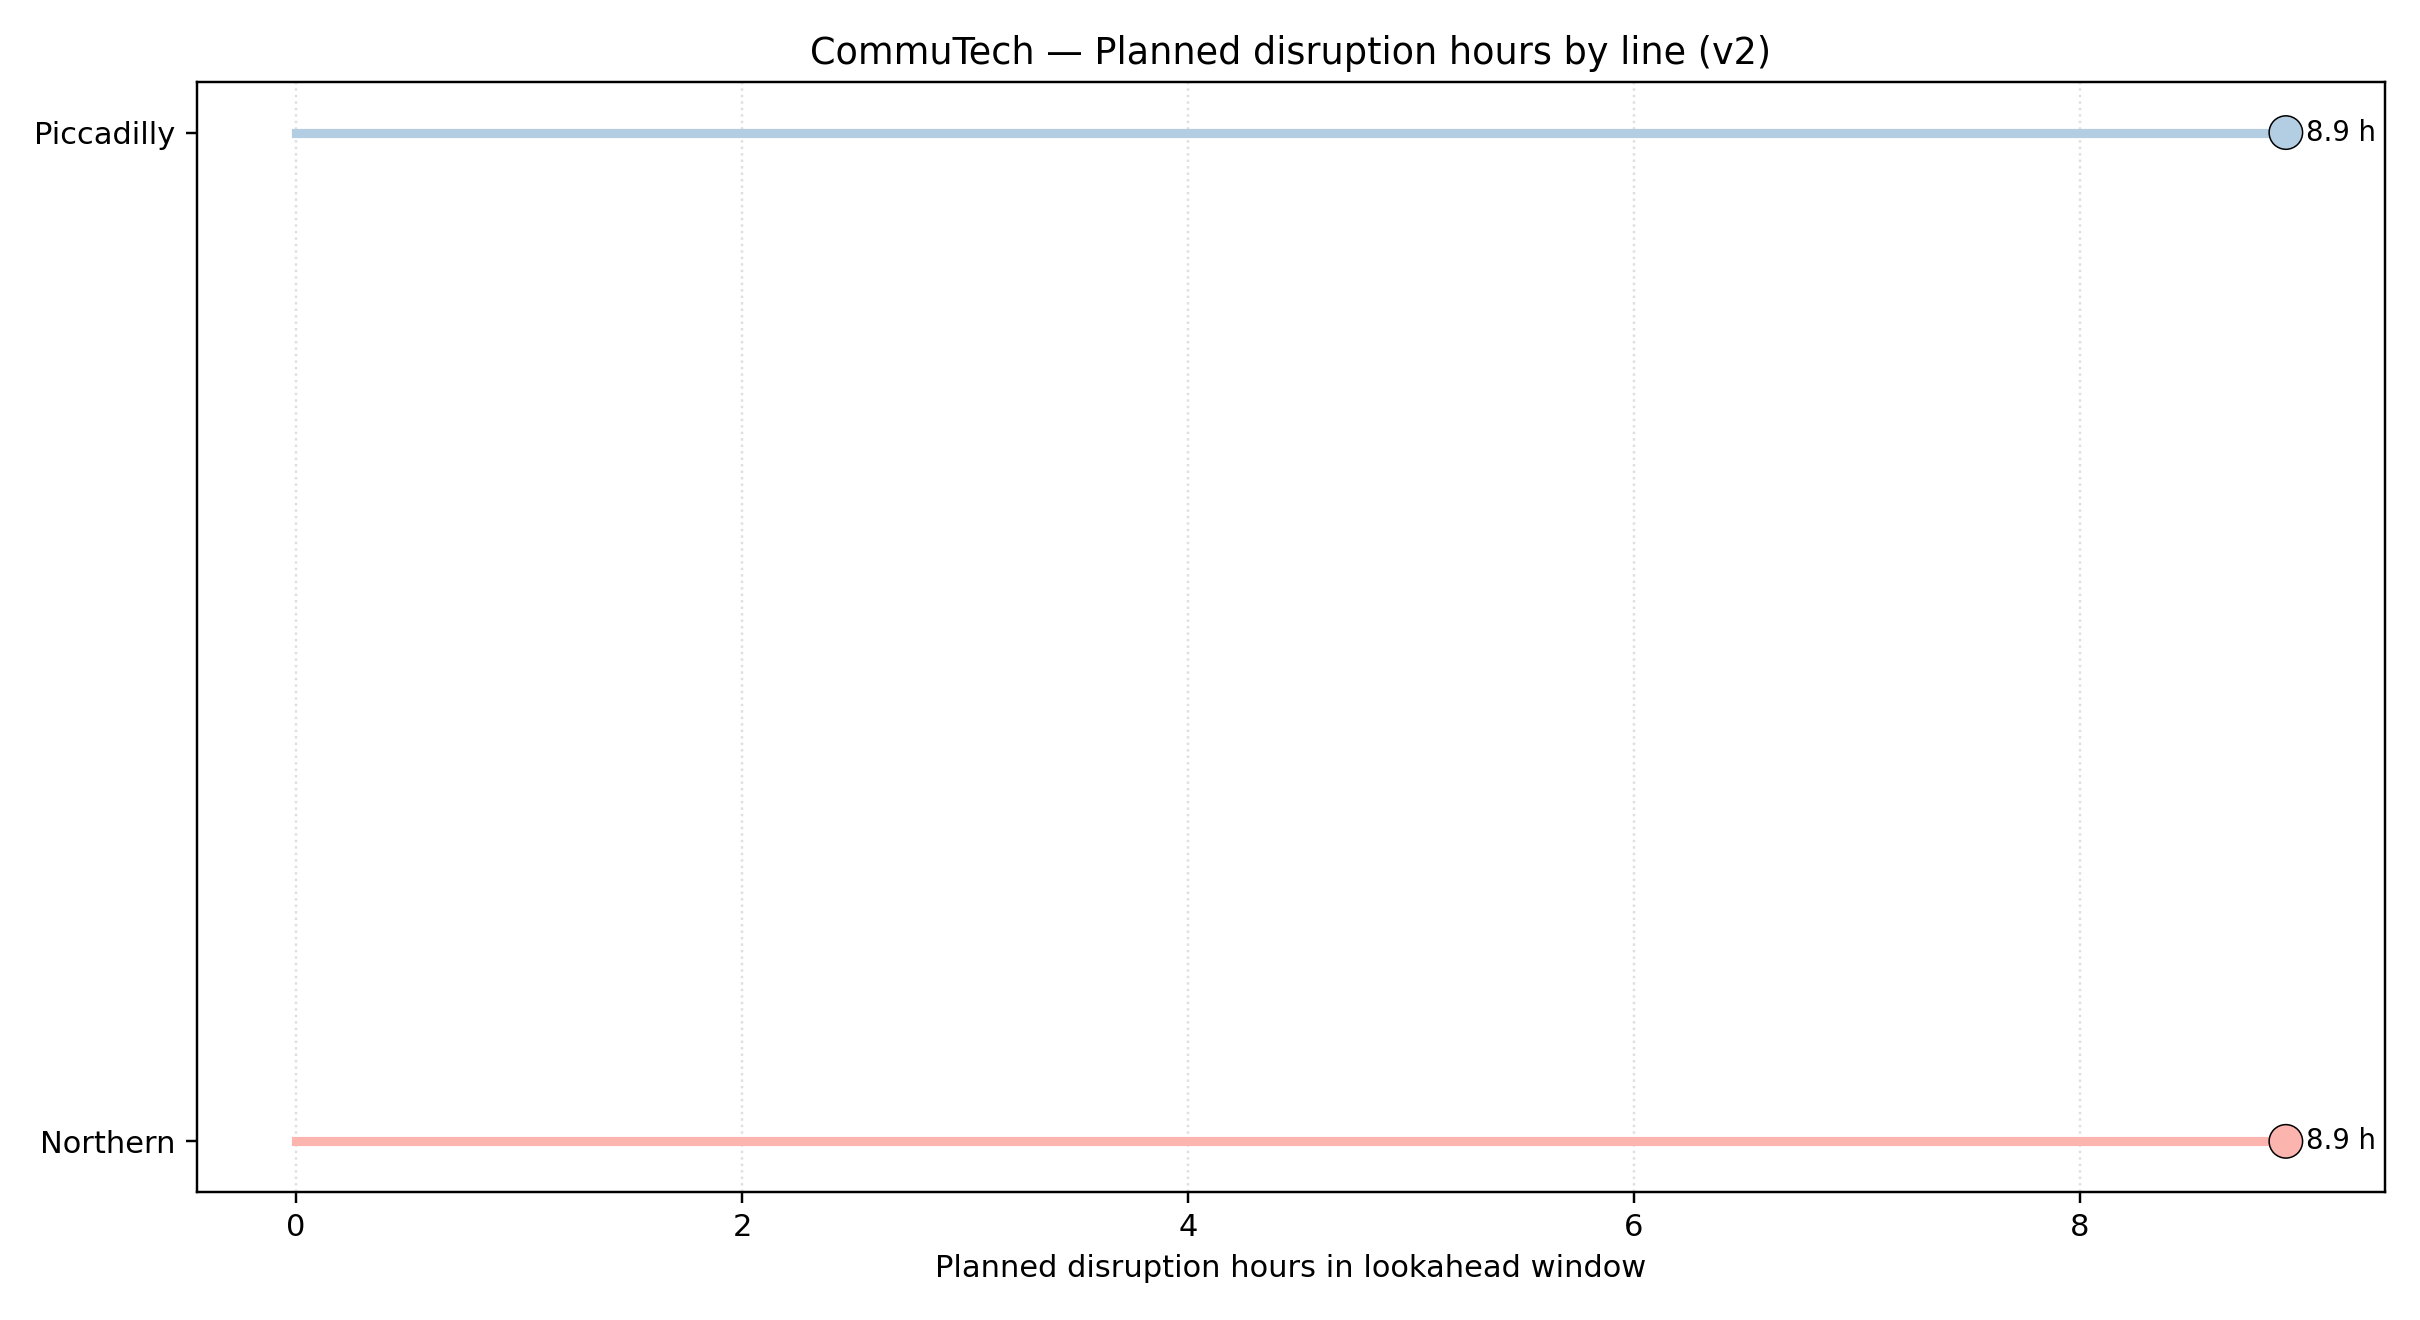 CommuTech — Planned disruption hours by line (v2)
Piccadilly
8.9 h
Northern
8.9 h
0 2 4 6 8
Planned disruption hours in lookahead window